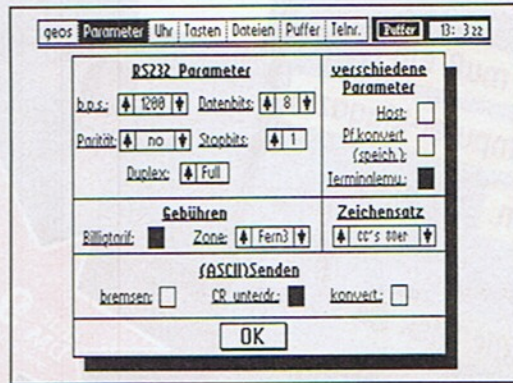 geos Parameter Uhr Tasten Dateien Puffer Telnr. Puffer 13: 3 22
RS232 Parameter
b.p.s.: 1200 Datenbits: 8
Parität: no Stopbits: 1
Duplex: Full
verschiedene
Parameter
Host:
Pf.konvert.
(speich.):
Terminalemu.:
Gebühren
Billigtarif: Zone: Fern3
Zeichensatz
CC's 80er
(ASCII)Senden
bremsen: CR unterdr.: konvert.:
OK